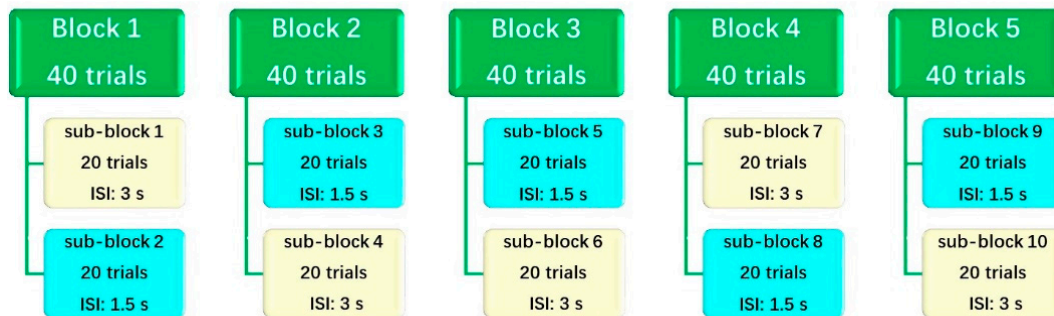 Block 1
40 trials
sub-block 1
20 trials
ISI: 3 s
sub-block 2
20 trials
ISI: 1.5 s
Block 2
40 trials
sub-block 3
20 trials
ISI: 1.5 s
sub-block 4
20 trials
ISI: 3 s
Block 3
40 trials
sub-block 5
20 trials
ISI: 1.5 s
sub-block 6
20 trials
ISI: 3 s
Block 4
40 trials
sub-block 7
20 trials
ISI: 3 s
sub-block 8
20 trials
ISI: 1.5 s
Block 5
40 trials
sub-block 9
20 trials
ISI: 1.5 s
sub-block 10
20 trials
ISI: 3 s